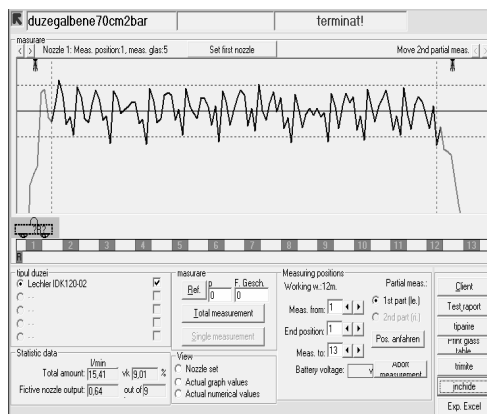 duzegalbene70cm2bar terminat!
masurare
< > Nozzle 1: Meas. position:1, meas. glas:5 Set first nozzle Move 2nd partial meas. < >
1 2 3 4 5 6 7 8 9 10 11 12 13
R
tipul duzei
Lechler IDK120-02
Statistic data
l/min
Total amount: 15,41 vk 9,01 %
Fictive nozzle output: 0,64 out of 9
masurare
Ref. p F. Gesch.
0 0
Total measurement
Single measurement
View
Nozzle set
Actual graph values
Actual numerical values
Measuring positions
Working w.:12m. Partial meas.:
Meas. from: 1 1st part (le.)
2nd part (ri.)
End position: 1 Pos. anfahren
Meas. to: 13
Battery voltage: V Abort measurement
Client
Test raport
tiparire
Print glass table
trimite
inchide
Exp. Excel